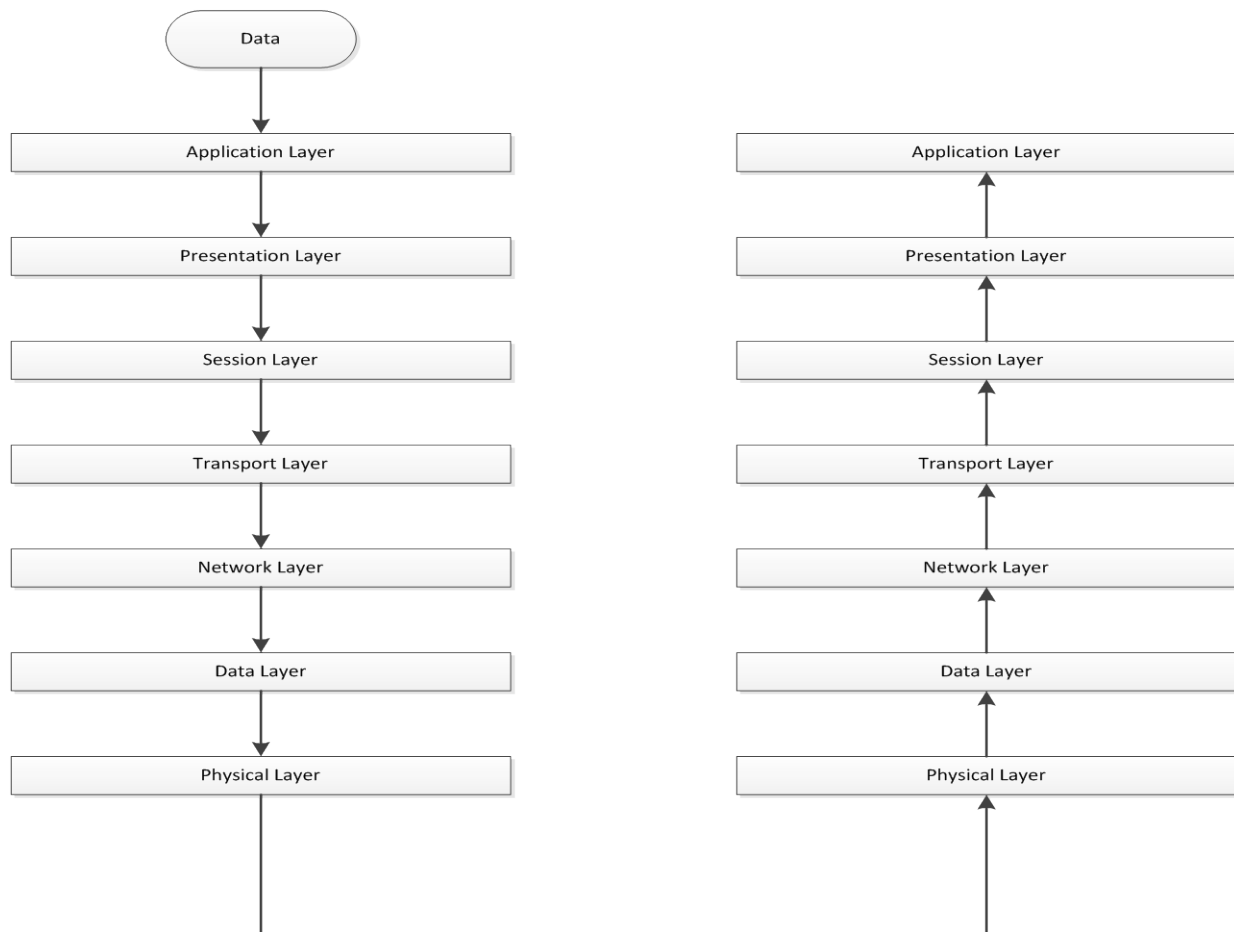 Data
Application Layer
Presentation Layer
Session Layer
Transport Layer
Network Layer
Data Layer
Physical Layer
Application Layer
Presentation Layer
Session Layer
Transport Layer
Network Layer
Data Layer
Physical Layer